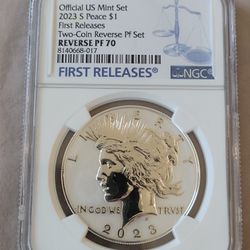 Official US Mint Set
2023 S Peace $1
First Releases
Two-Coin Reverse Pf Set
REVERSE PF 70
8140668-017
FIRST RELEASES
NGC
LIBERTY
IN GOD WE TRVST
2023